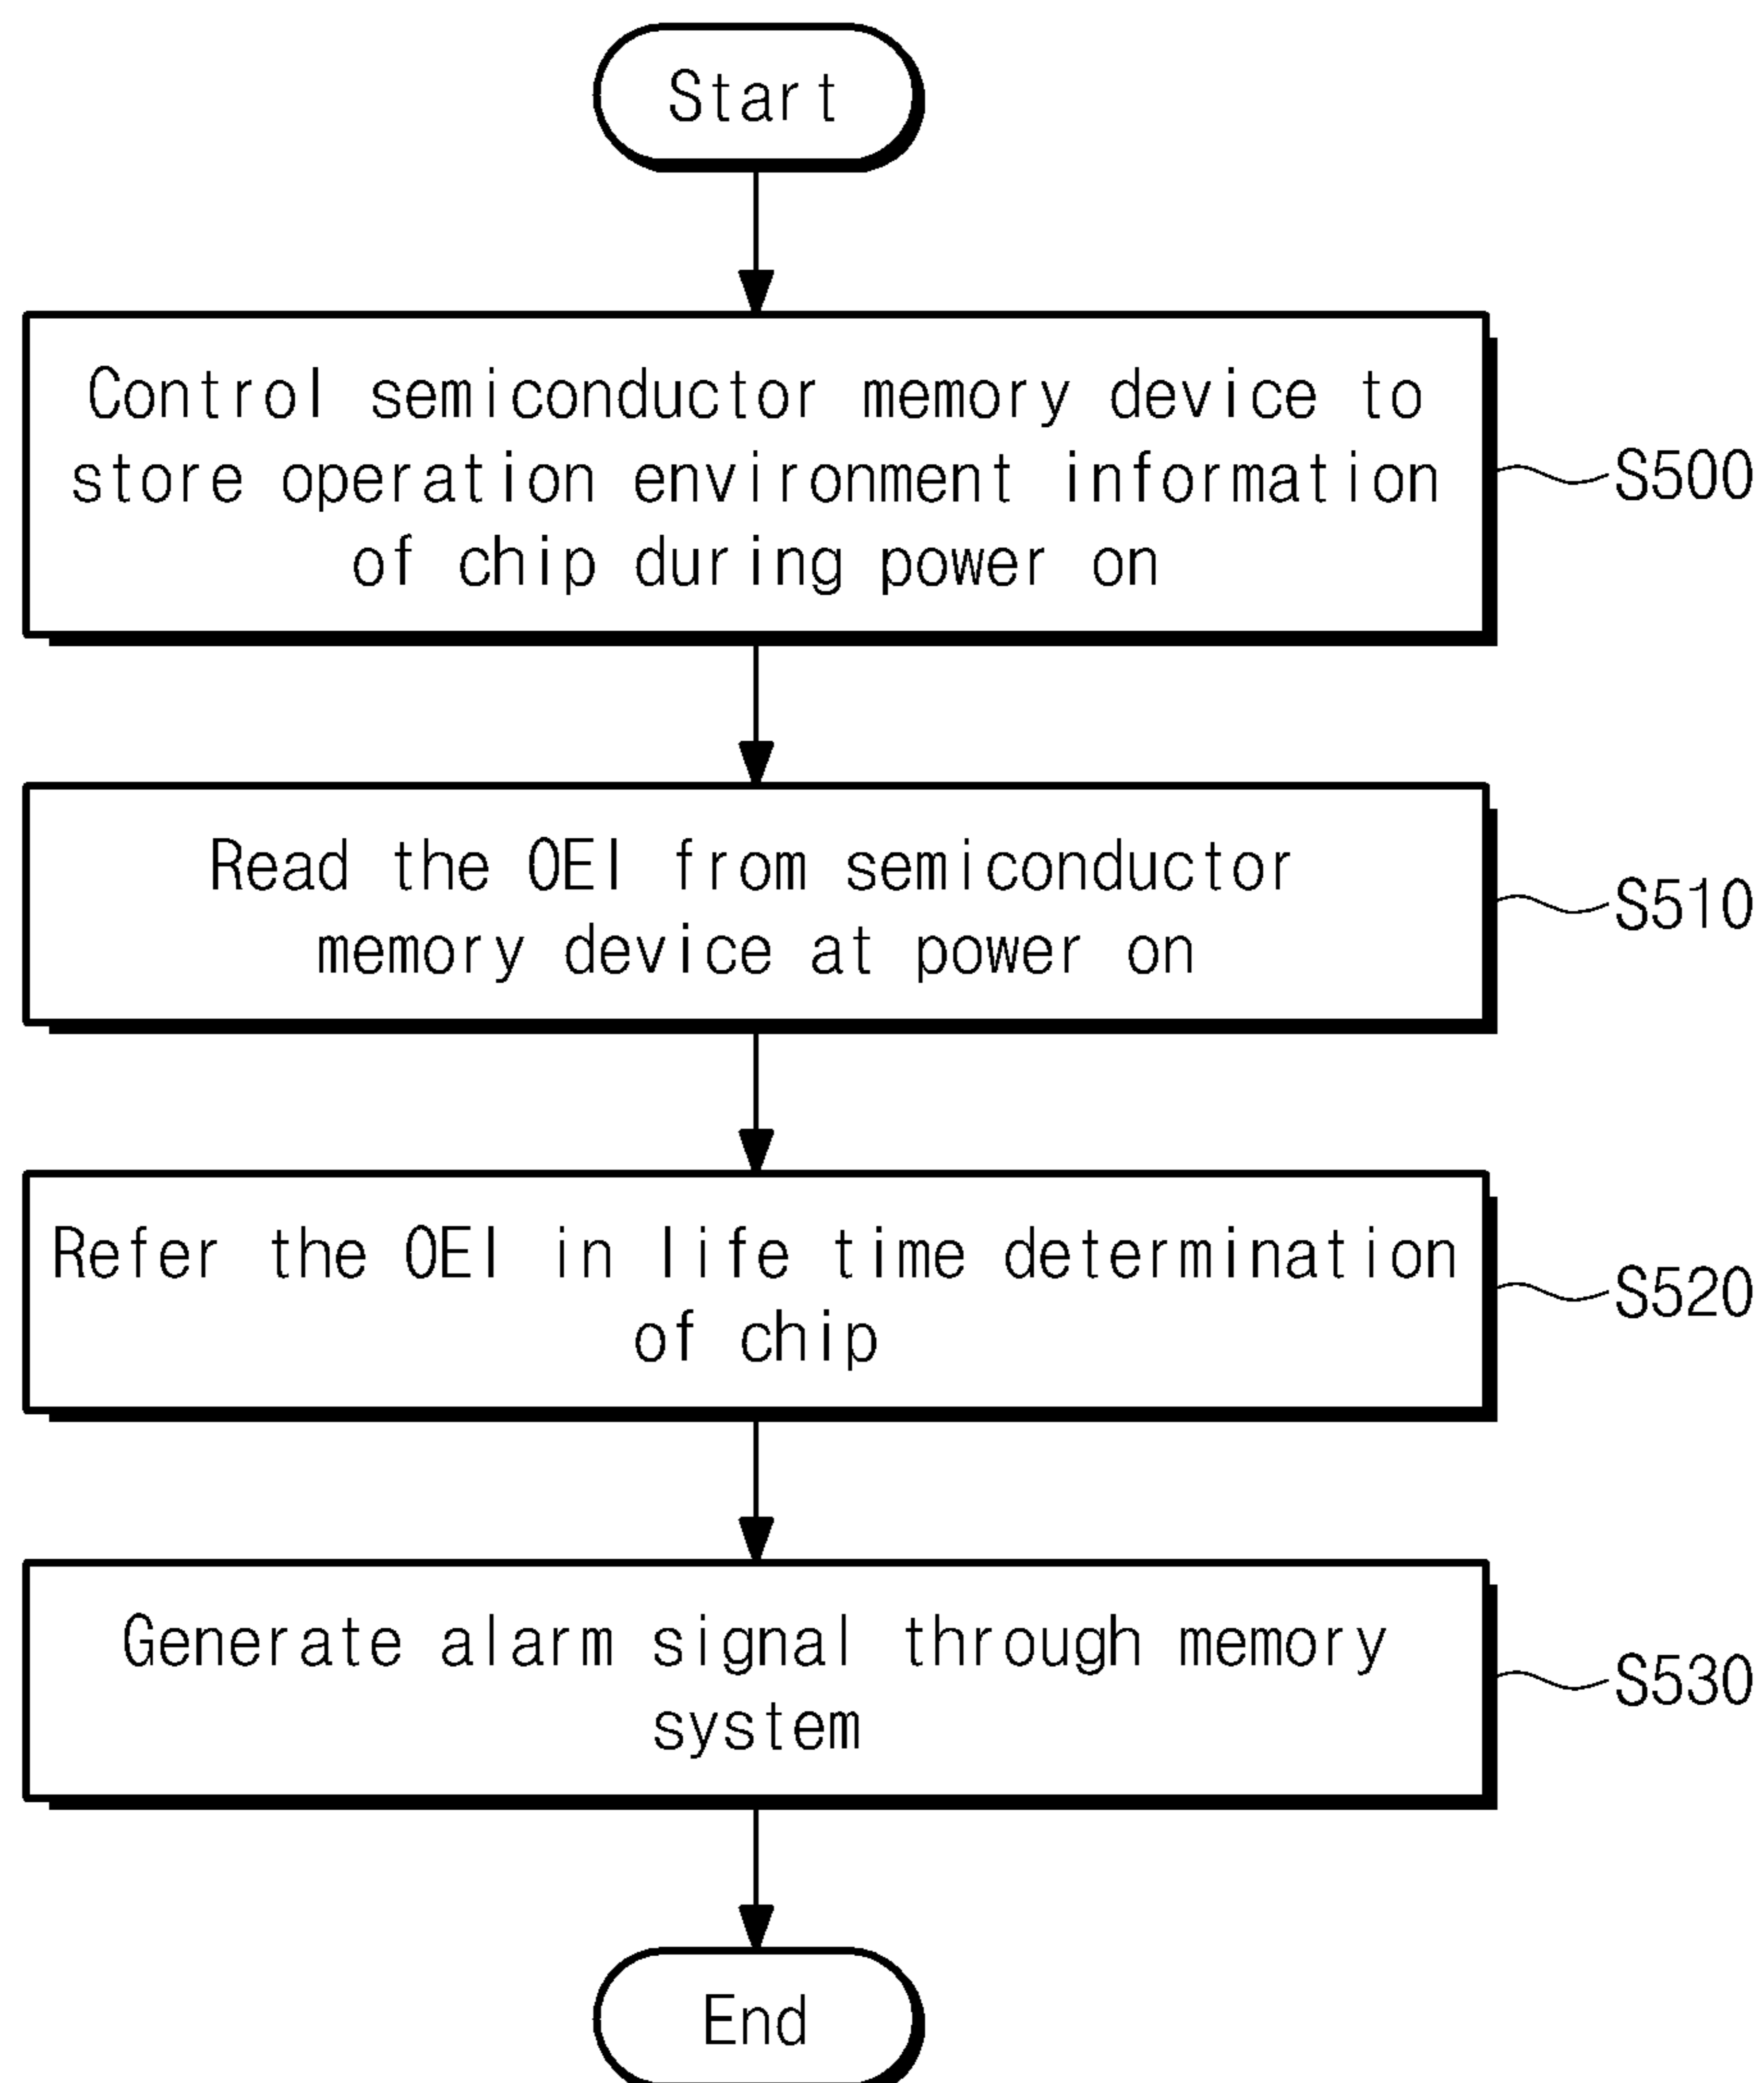 Start
Control semiconductor memory device to
store operation environment information
of chip during power on
S500
Read the OEI from semiconductor
memory device at power on
S510
Refer the OEI in life time determination
of chip
S520
Generate alarm signal through memory
system
S530
End